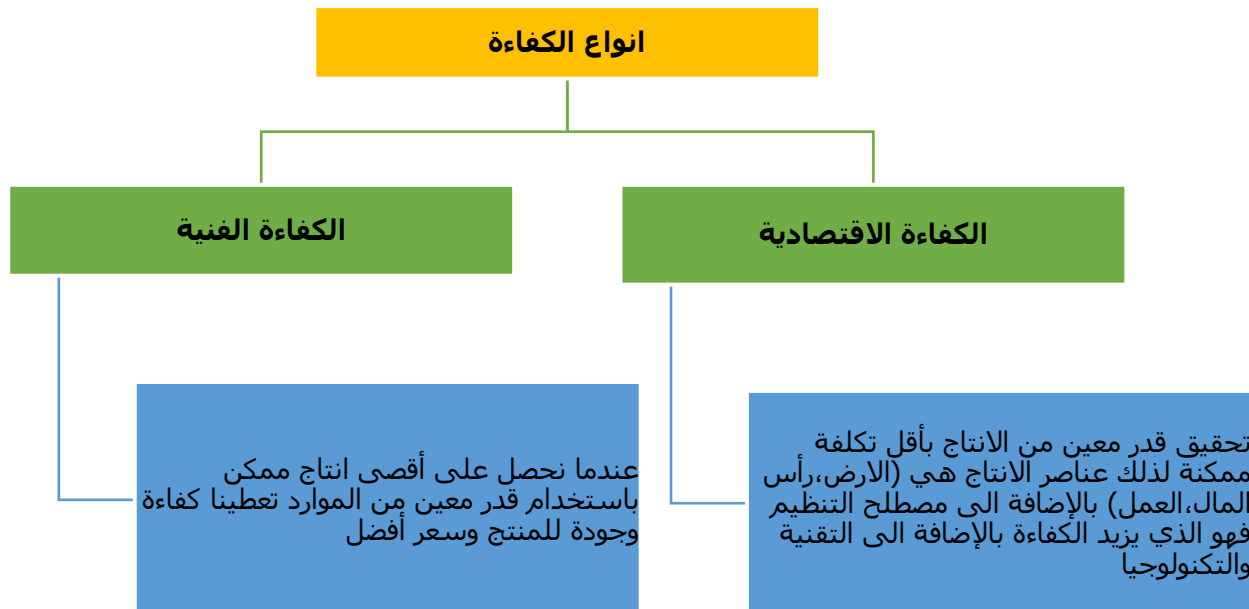 انواع الكفاءة
الكفاءة الاقتصادية
الكفاءة الفنية
تحقيق قدر معين من الانتاج بأقل تكلفة
ممكنة لذلك عناصر الانتاج هي (الارض،رأس
المال،العمل) بالإضافة الى مصطلح التنظيم
فهو الذي يزيد الكفاءة بالإضافة الى التقنية
والتكنولوجيا
عندما نحصل على أقصى انتاج ممكن
باستخدام قدر معين من الموارد تعطينا كفاءة
وجودة للمنتج وسعر أفضل